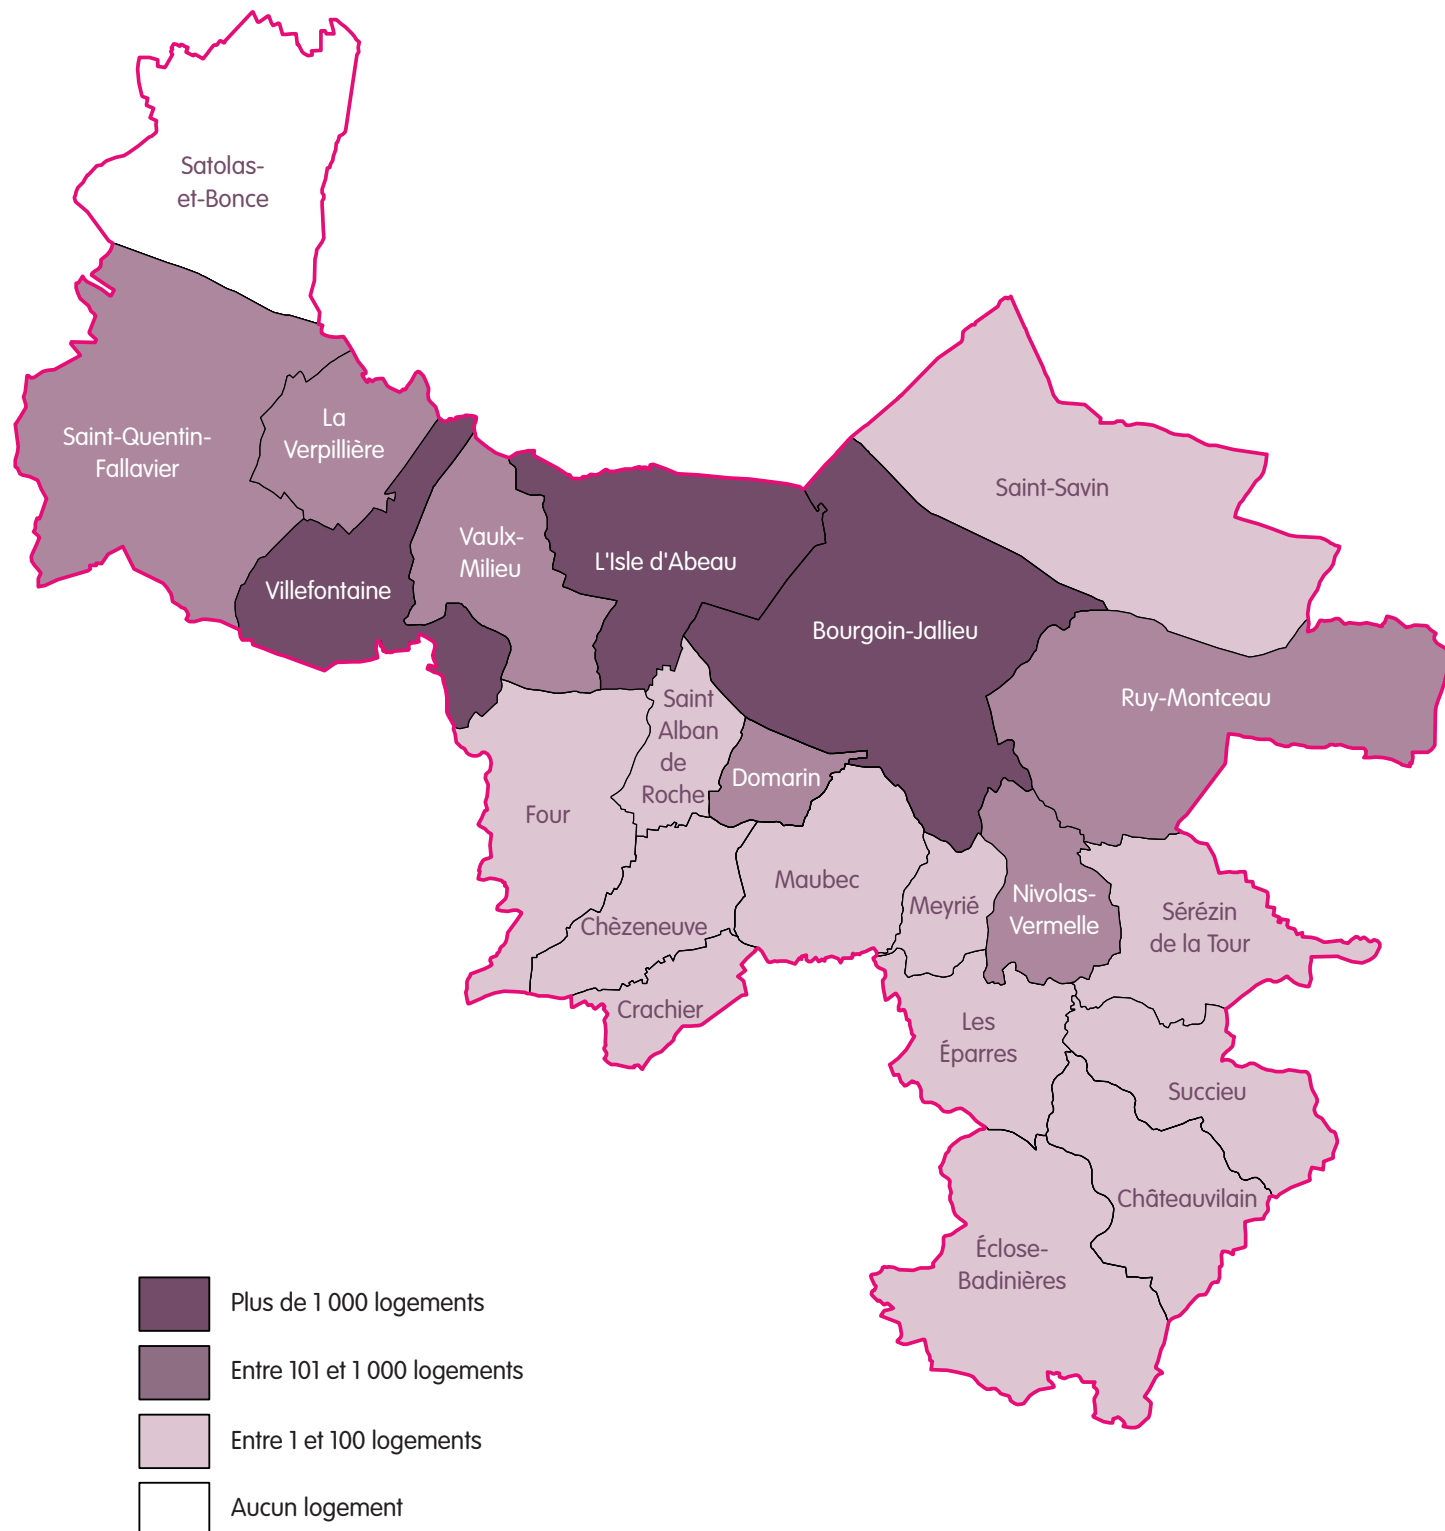 Satolas-
et-Bonce
Saint-Quentin-
Fallavier
La
Verpillière
Villefontaine
Vaulx-
Milieu
L'Isle d'Abeau
Bourgoin-Jallieu
Saint-Savin
Ruy-Montceau
Saint
Alban
de
Roche
Domarin
Four
Maubec
Meyrié
Nivolas-
Vermelle
Sérézin
de la Tour
Chèzeneuve
Crachier
Les
Éparres
Succieu
Châteauvilain
Éclose-
Badinières
Plus de 1 000 logements
Entre 101 et 1 000 logements
Entre 1 et 100 logements
Aucun logement